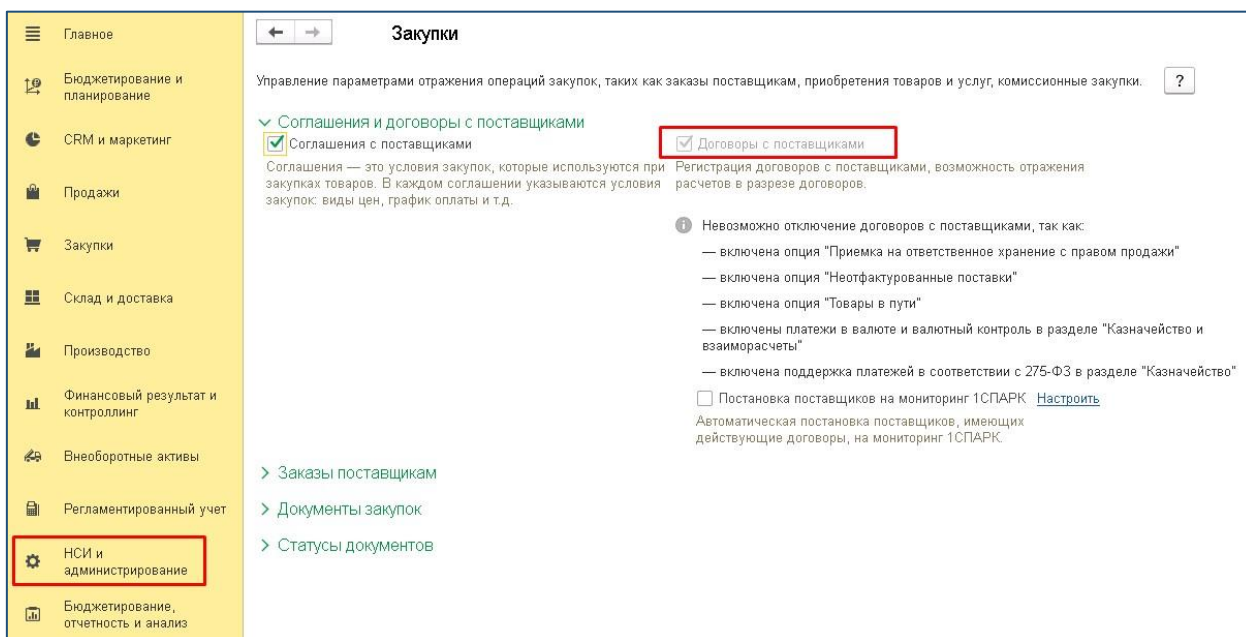 Главное
Бюджетирование и
планирование
CRM и маркетинг
Продажи
Закупки
Склад и доставка
Производство
Финансовый результат и
контроллинг
Внеоборотные активы
Регламентированный учет
НСИ и
администрирование
Бюджетирование,
отчетность и анализ
Закупки
Управление параметрами отражения операций закупок, таких как заказы поставщикам, приобретения товаров и услуг, комиссионные закупки. ?
Соглашения и договоры с поставщиками
Соглашения с поставщиками
Соглашения — это условия закупок, которые используются при
закупках товаров. В каждом соглашении указываются условия
закупок: виды цен, график оплаты и т.д.
Договоры с поставщиками
Регистрация договоров с поставщиками, возможность отражения
расчетов в разрезе договоров.
Невозможно отключение договоров с поставщиками, так как:
— включена опция "Приемка на ответственное хранение с правом продажи"
— включена опция "Неотфактурованные поставки"
— включена опция "Товары в пути"
— включены платежи в валюте и валютный контроль в разделе "Казначейство и
взаиморасчеты"
— включена поддержка платежей в соответствии с 275-ФЗ в разделе "Казначейство"
Постановка поставщиков на мониторинг 1СПАРК Настроить
Автоматическая постановка поставщиков, имеющих
действующие договоры, на мониторинг 1СПАРК.
Заказы поставщикам
Документы закупок
Статусы документов